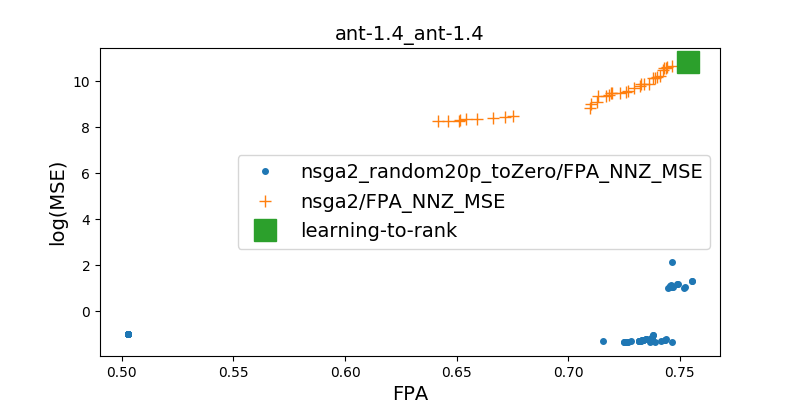 ant-1.4_ant-1.4
log(MSE)
10
8
6
4
2
0
nsga2_random20p_toZero/FPA_NNZ_MSE
nsga2/FPA_NNZ_MSE
learning-to-rank
0.50 0.55 0.60 0.65 0.70 0.75
FPA